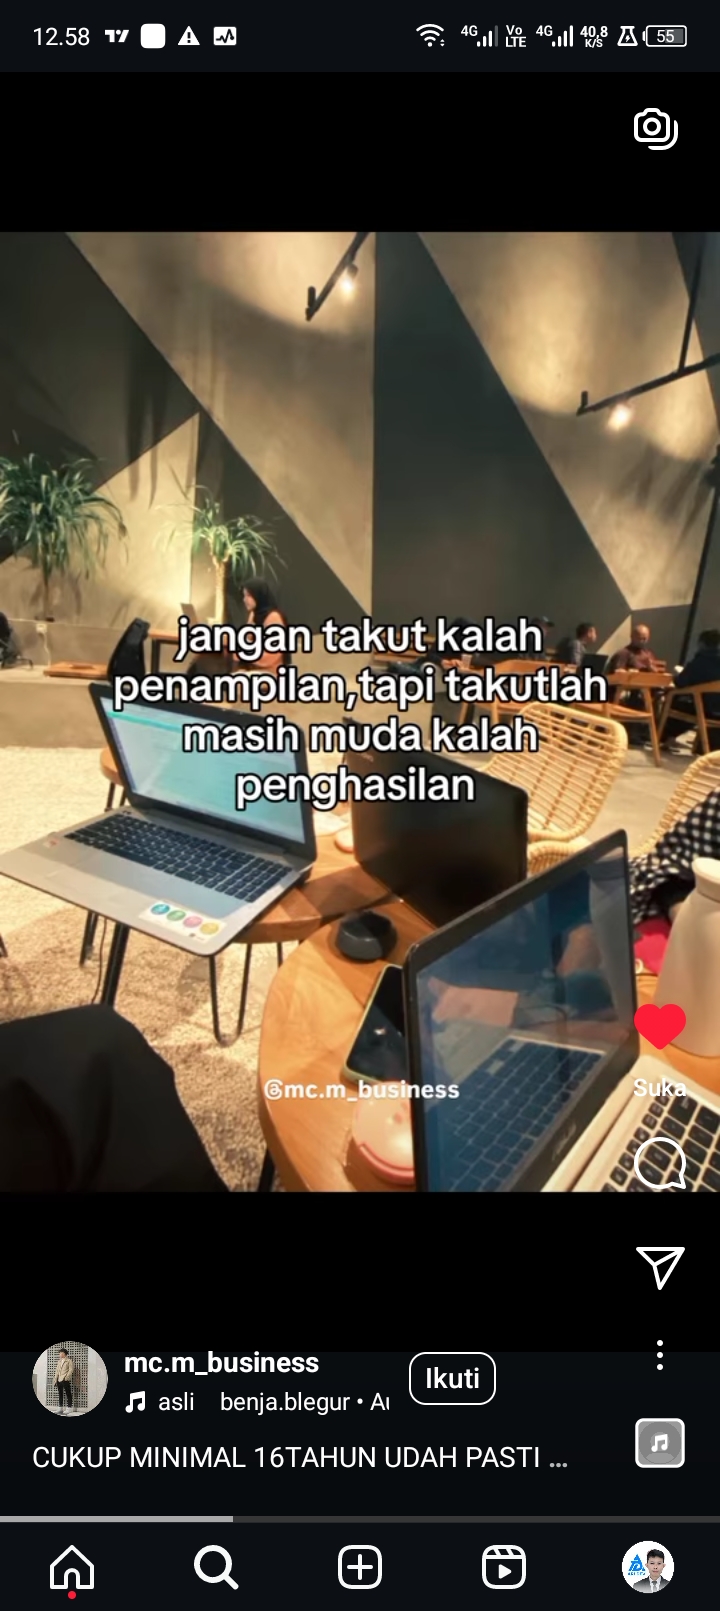 12.58
4G Vo LTE 4G 40,8 K/S 55
jangan takut kalah
penampilan,tapi takutlah
masih muda kalah
penghasilan
@mc.m_business
Suka
mc.m_business
Ikuti
asli benja.blegur •
CUKUP MINIMAL 16TAHUN UDAH PASTI ...